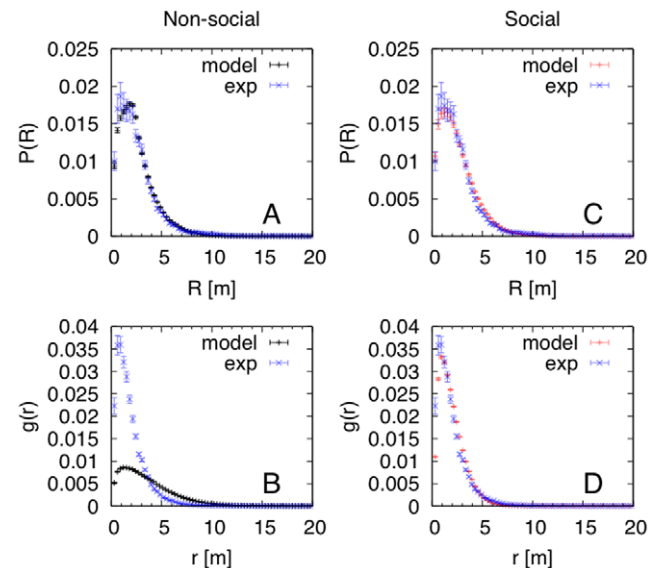 Non-social
Social
0.025
0.02
0.015
0.01
0.005
0
P(R)
model
exp
A
0 5 10 15 20
R [m]
0.025
0.02
0.015
0.01
0.005
0
P(R)
model
exp
C
0 5 10 15 20
R [m]
0.04
0.035
0.03
0.025
0.02
0.015
0.01
0.005
0
g(r)
model
exp
B
0 5 10 15 20
r [m]
0.04
0.035
0.03
0.025
0.02
0.015
0.01
0.005
0
g(r)
model
exp
D
0 5 10 15 20
r [m]